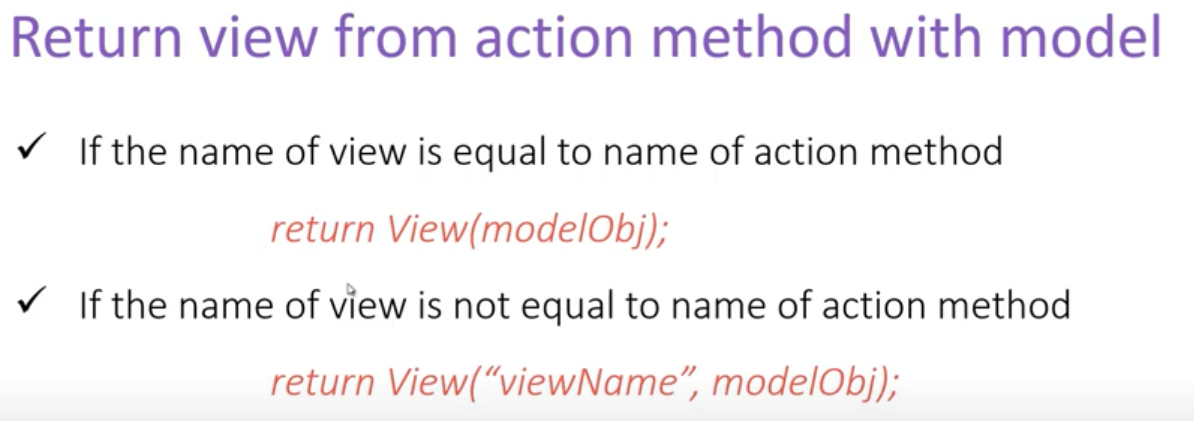 Return view from action method with model
✓ If the name of view is equal to name of action method
return View(modelObj);
✓ If the name of view is not equal to name of action method
return View(“viewName”, modelObj);